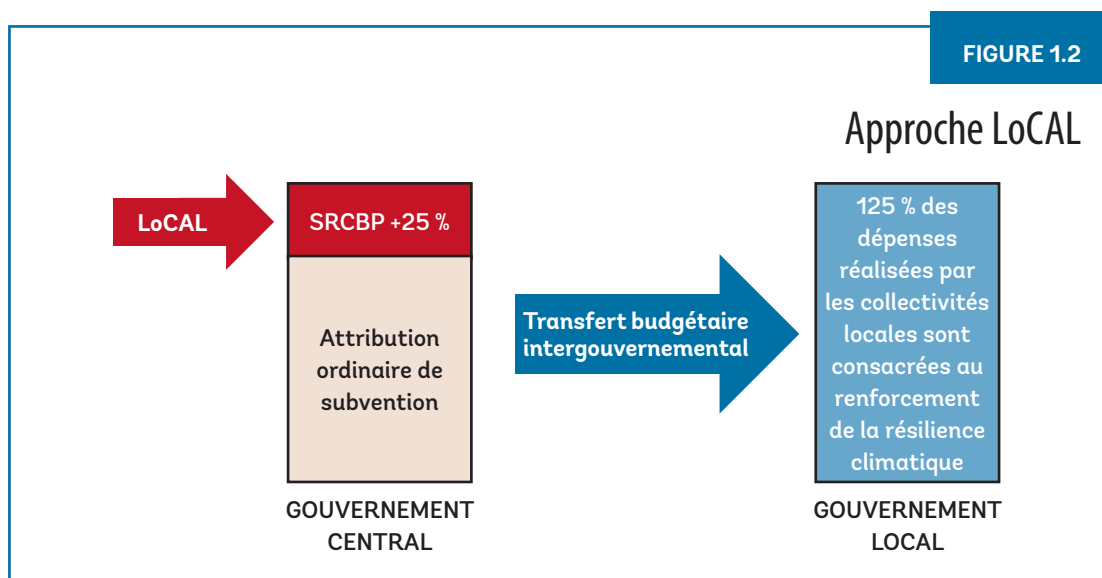 FIGURE 1.2
Approche LoCAL
LoCAL
SRCBP +25 %
Attribution
ordinaire de
subvention
GOUVERNEMENT
CENTRAL
Transfert budgétaire
intergouvernemental
125 % des
dépenses
réalisées par
les collectivités
locales sont
consacrées au
renforcement
de la résilience
climatique
GOUVERNEMENT
LOCAL